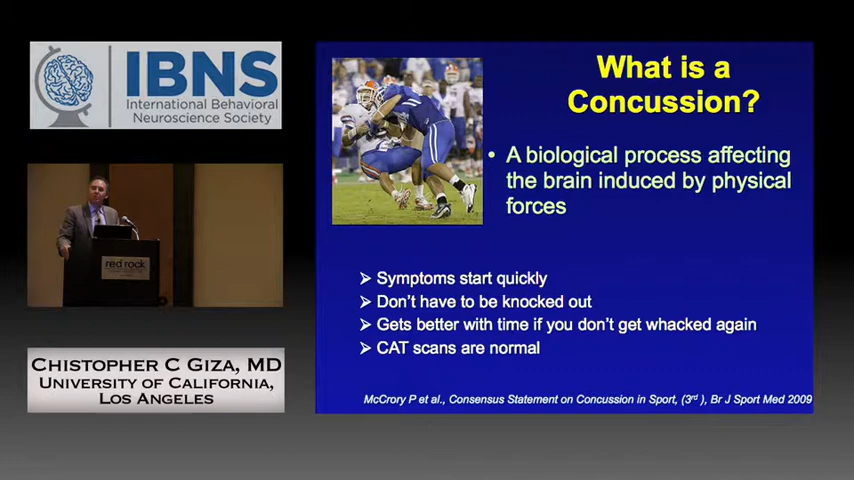 IBNS
International Behavioral
Neuroscience Society
red rock
CHISTOPHER C GIZA, MD
UNIVERSITY OF CALIFORNIA,
LOS ANGELES
What is a
Concussion?
• A biological process affecting
the brain induced by physical
forces
➢ Symptoms start quickly
➢ Don't have to be knocked out
➢ Gets better with time if you don't get whacked again
➢ CAT scans are normal
McCrory P et al., Consensus Statement on Concussion in Sport, (3rd ), Br J Sport Med 2009